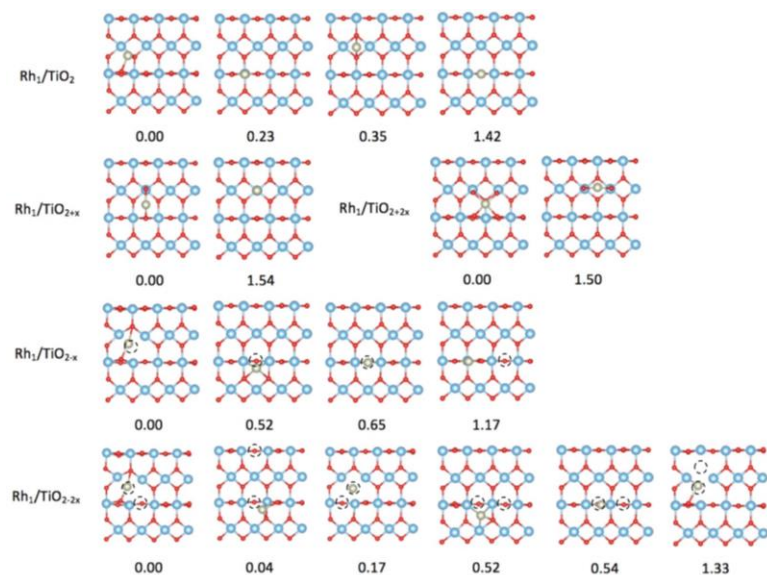 Rh₁/TiO₂
0.00 0.23 0.35 1.42
Rh₁/TiO₂₊ₓ Rh₁/TiO₂₊₂ₓ
0.00 1.54 0.00 1.50
Rh₁/TiO₂₋ₓ
0.00 0.52 0.65 1.17
Rh₁/TiO₂₋₂ₓ
0.00 0.04 0.17 0.52 0.54 1.33